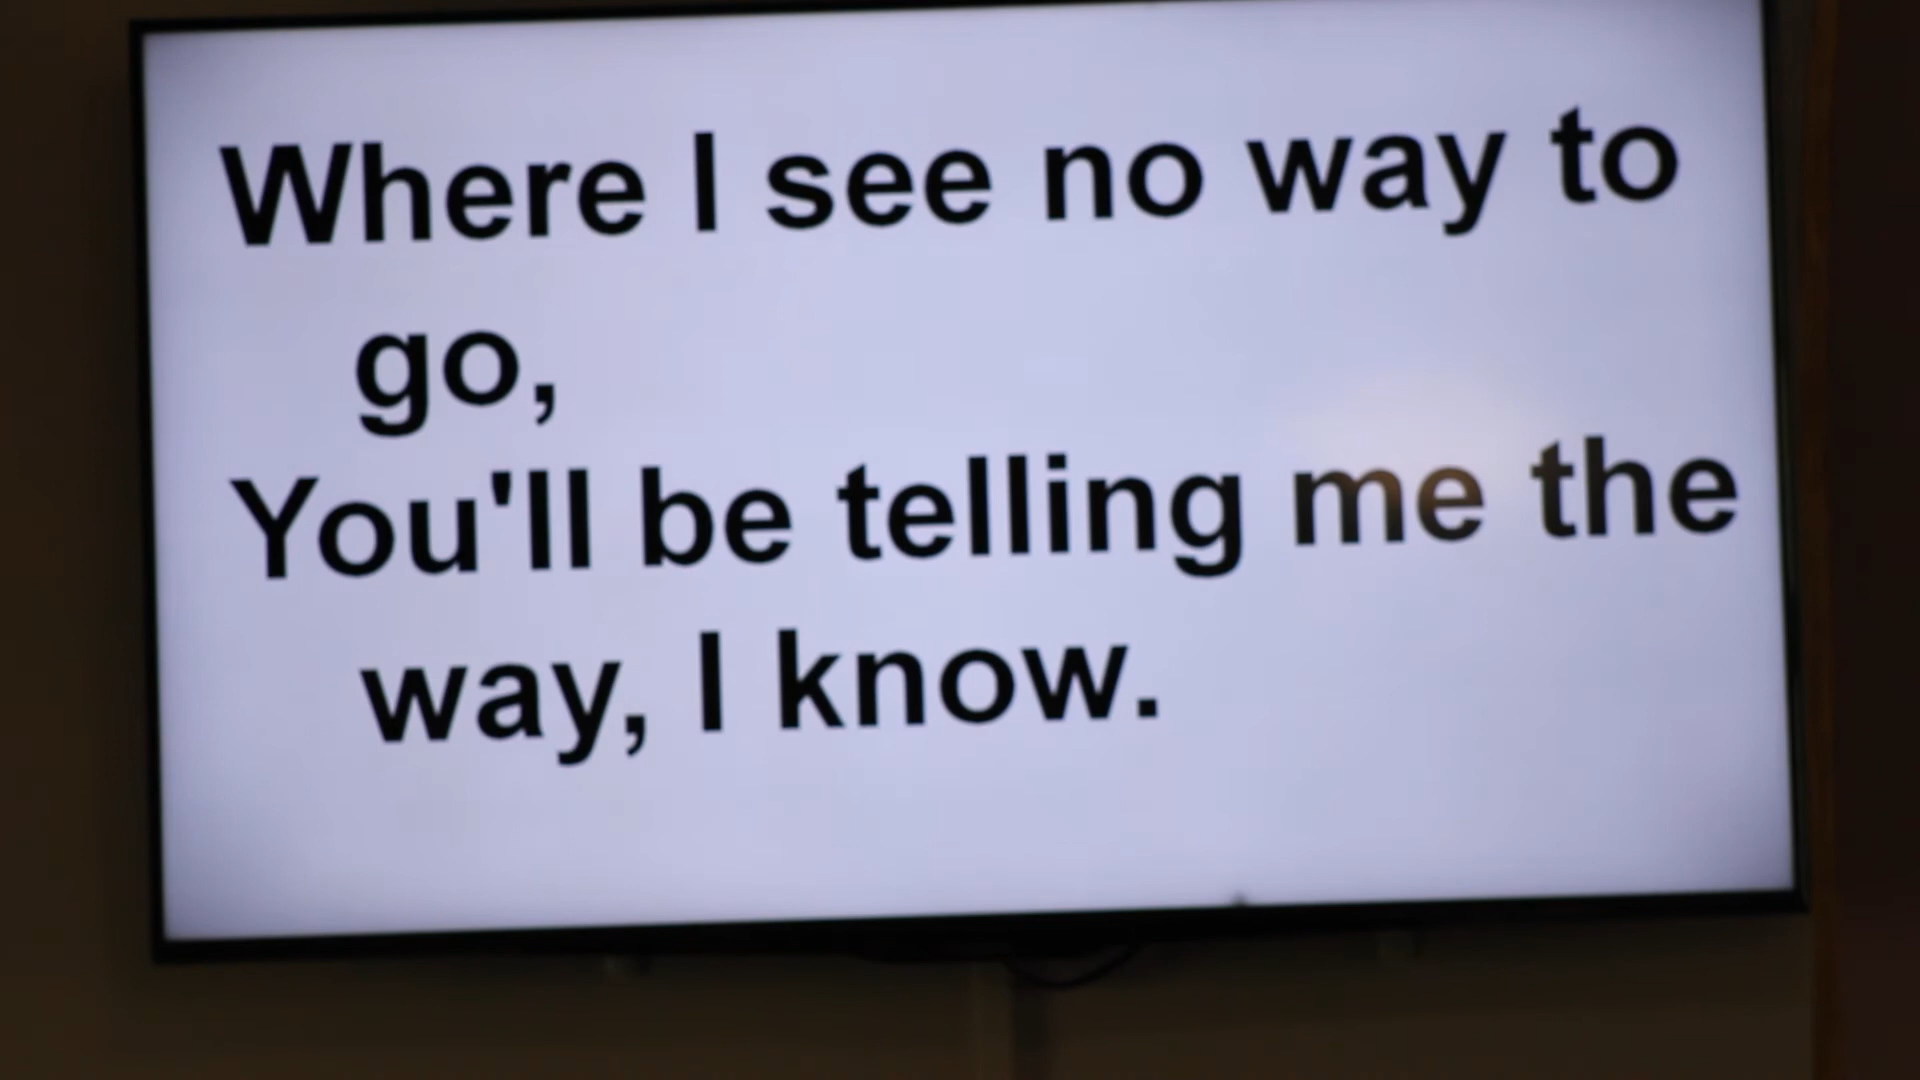 Where I see no way to
go,
You'll be telling me the
way, I know.